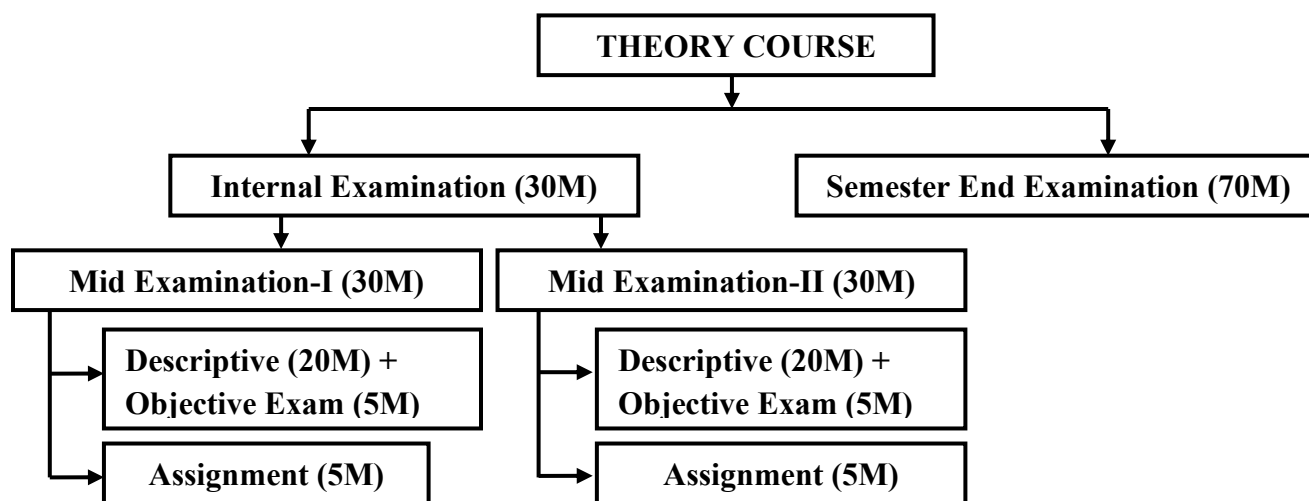 THEORY COURSE
Internal Examination (30M)
Semester End Examination (70M)
Mid Examination-I (30M)
Mid Examination-II (30M)
Descriptive (20M) +
Objective Exam (5M)
Descriptive (20M) +
Objective Exam (5M)
Assignment (5M)
Assignment (5M)